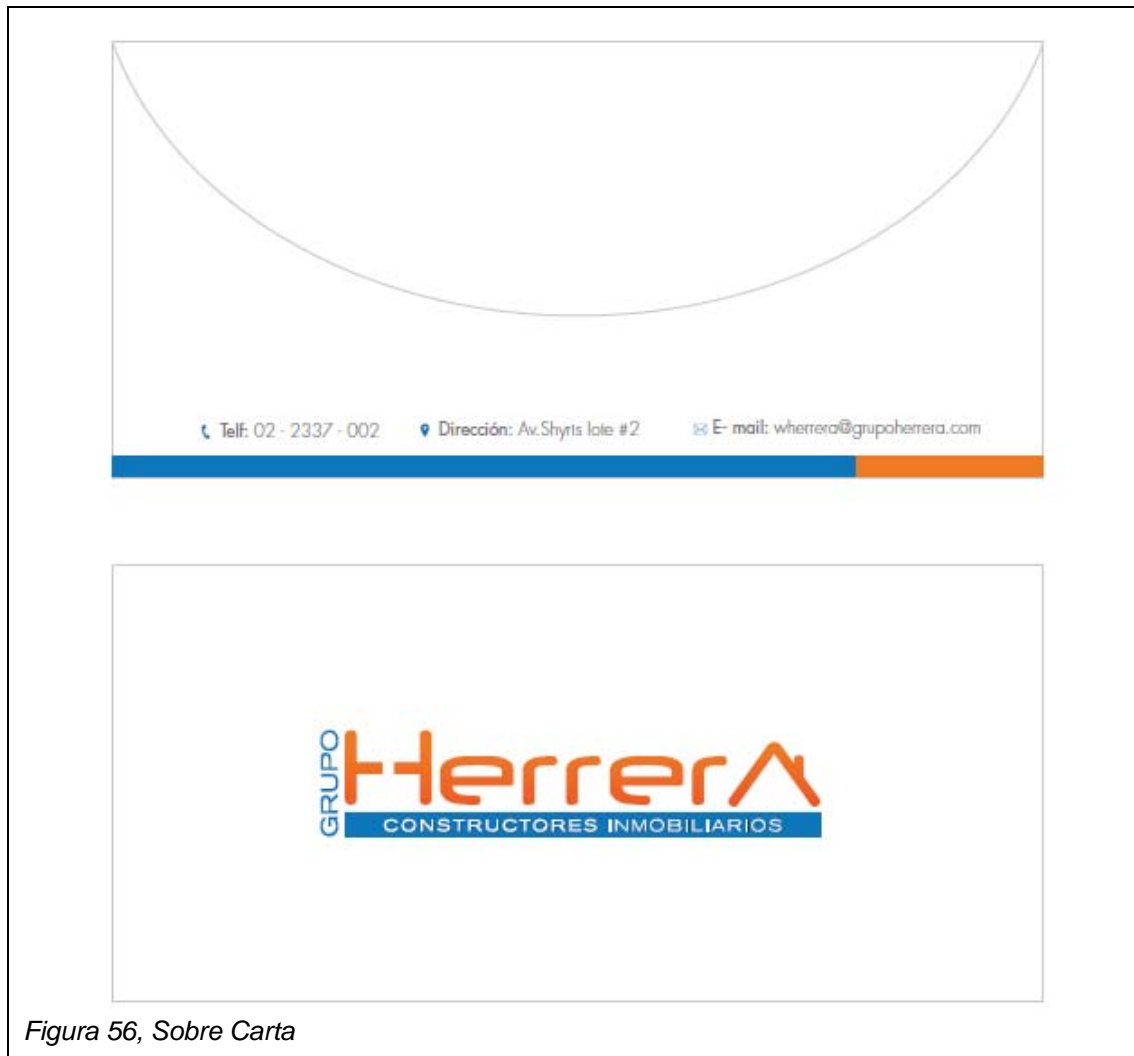 Telf: 02 - 2337 - 002 Dirección: Av.Shyris lote #2 E- mail: wherrera@grupoherrera.com
GRUPO
HerrerA
CONSTRUCTORES INMOBILIARIOS
Figura 56, Sobre Carta